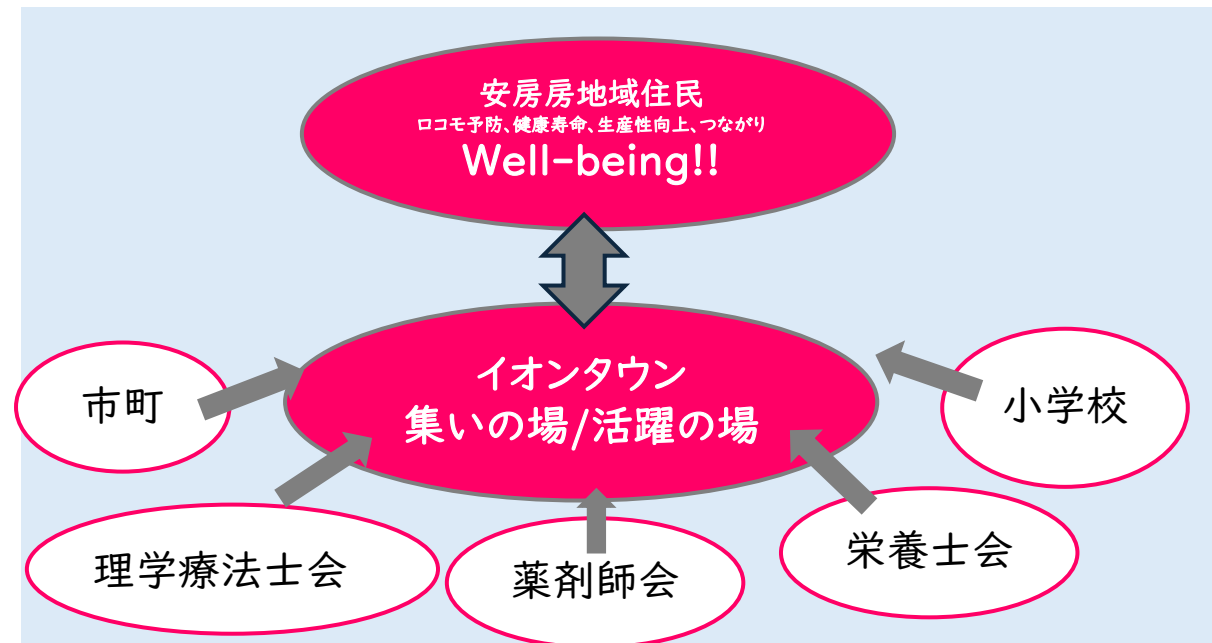 安房房地域住民
ロコモ予防、健康寿命、生産性向上、つながり
Well-being!!
イオンタウン
集いの場/活躍の場
市町
小学校
理学療法士会
薬剤師会
栄養士会